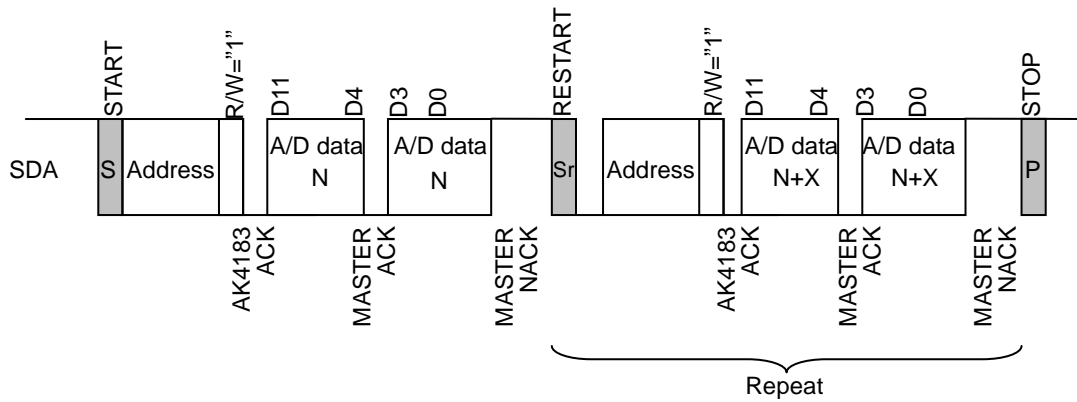 START
R/W="1"
D11
D4
D3
D0
RESTART
R/W="1"
D11
D4
D3
D0
STOP
SDA
S
Address
A/D data
N
A/D data
N
Sr
Address
A/D data
N+X
A/D data
N+X
P
AK4183
ACK
MASTER
ACK
MASTER
NACK
AK4183
ACK
MASTER
ACK
MASTER
NACK
Repeat